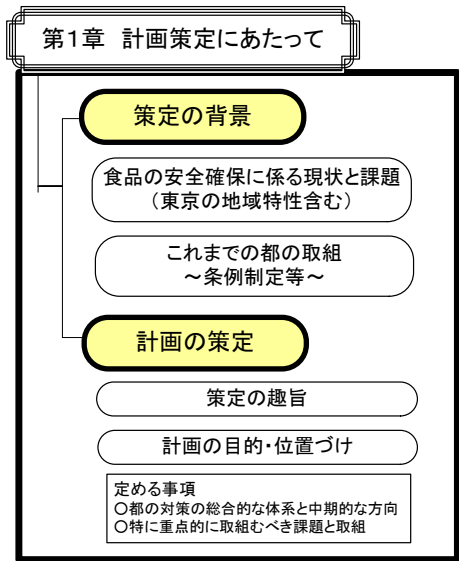 第1章 計画策定にあたって
策定の背景
食品の安全確保に係る現状と課題
（東京の地域特性含む）
これまでの都の取組
～条例制定等～
計画の策定
策定の趣旨
計画の目的・位置づけ
定める事項
○都の対策の総合的な体系と中期的な方向
○特に重点的に取組むべき課題と取組